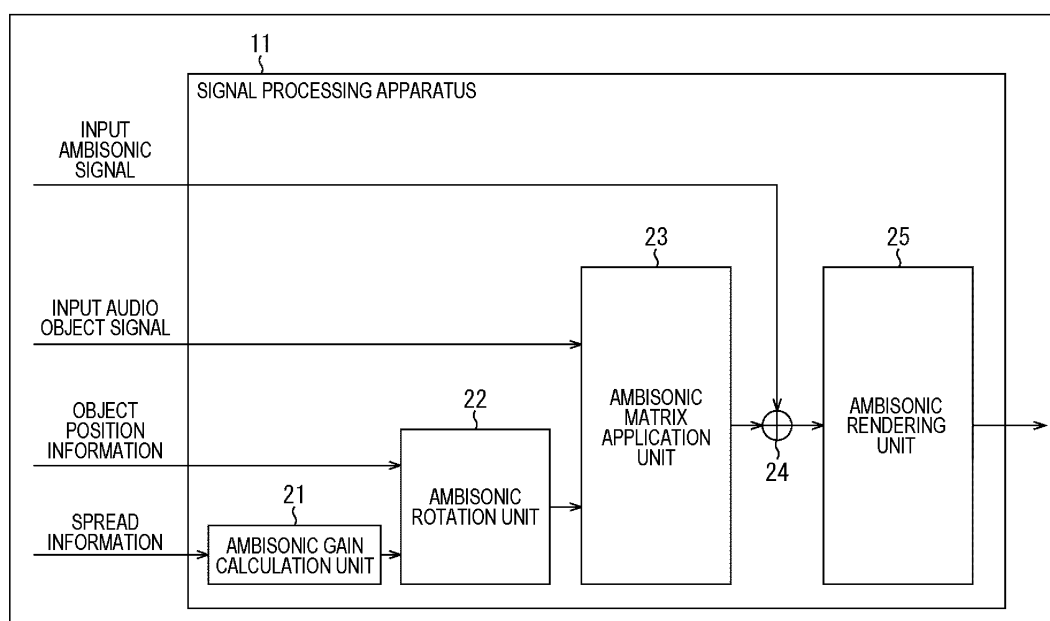 11
SIGNAL PROCESSING APPARATUS
INPUT
AMBISONIC
SIGNAL
23
25
INPUT AUDIO
OBJECT SIGNAL
22
OBJECT
POSITION
INFORMATION
AMBISONIC
MATRIX
APPLICATION
UNIT
AMBISONIC
RENDERING
UNIT
24
21
AMBISONIC
ROTATION UNIT
SPREAD
INFORMATION
AMBISONIC GAIN
CALCULATION UNIT